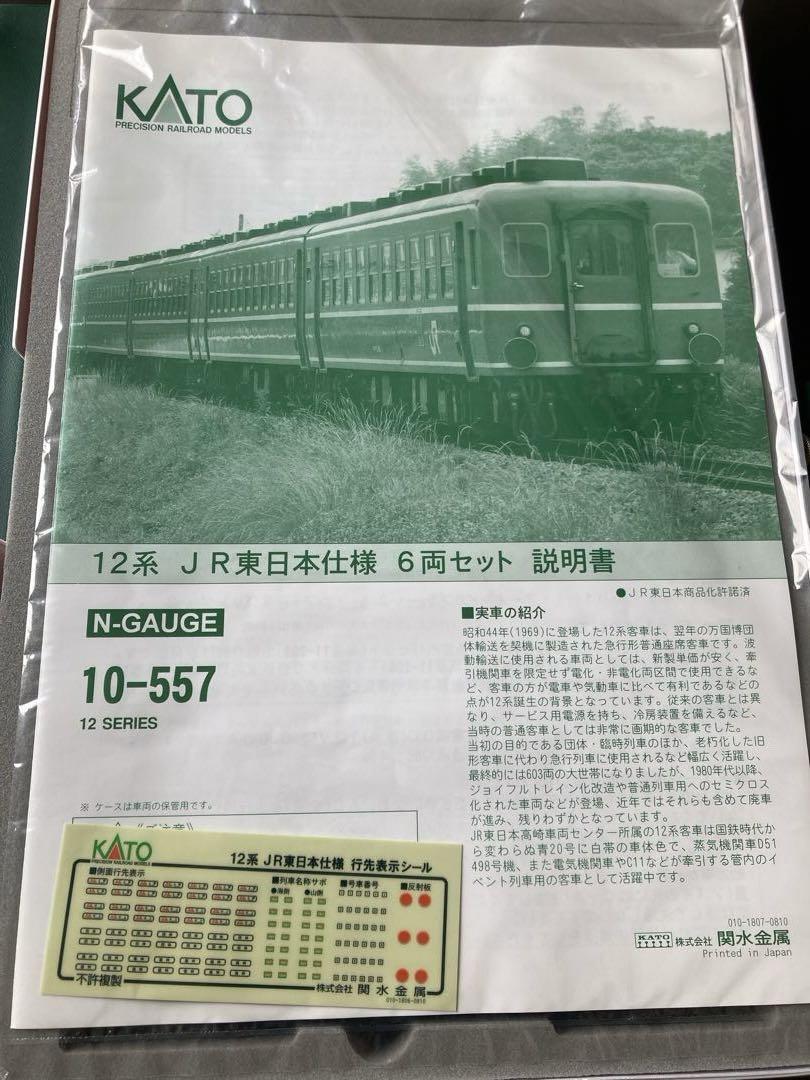 KATO
PRECISION RAILROAD MODELS
12系 JR東日本仕様 6両セット 説明書
●JR東日本商品化許諾済
N-GAUGE
10-557
12 SERIES
※ ケースは車両の保管用です。
■実車の紹介
昭和44年(1969)に登場した12系客車は、翌年の万国博団
体輸送を契機に製造された急行形普通座席客車です。波
動輸送に使用される車両としては、新製単価が安く、牽
引機関車を限定せず電化・非電化両区間で使用できるな
ど、客車の方が電車や気動車に比べて有利であるなどの
点が12系誕生の背景となっています。従来の客車とは異
なり、サービス用電源を持ち、冷房装置を備えるなど、
当時の普通客車としては非常に画期的な客車でした。
当初の目的である団体・臨時列車のほか、老朽化した旧
形客車に代わり急行列車に使用されるなど幅広く活躍し、
最終的には603両の大世帯になりましたが、1980年代以降、
ジョイフルトレイン化改造や普通列車用へのセミクロス
化された車両などが登場、近年ではそれらも含めて廃車
が進み、残りわずかとなっています。
JR東日本高崎車両センター所属の12系客車は国鉄時代か
ら変わらぬ青20号に白帯の車体色で、蒸気機関車D51
498号機、また電気機関車やC11などが牽引する管内のイ
ベント列車用の客車として活躍中です。
010-1807-0810
KATO 株式会社 関水金属
Printed in Japan
KATO
PRECISION RAILROAD MODELS
12系 JR東日本仕様 行先表示シール
■側面行先表示
■列車名称サボ
●海側 ●山側
■号車番号
■反射板
不許複製
株式会社 関水金属
010-1806-0810